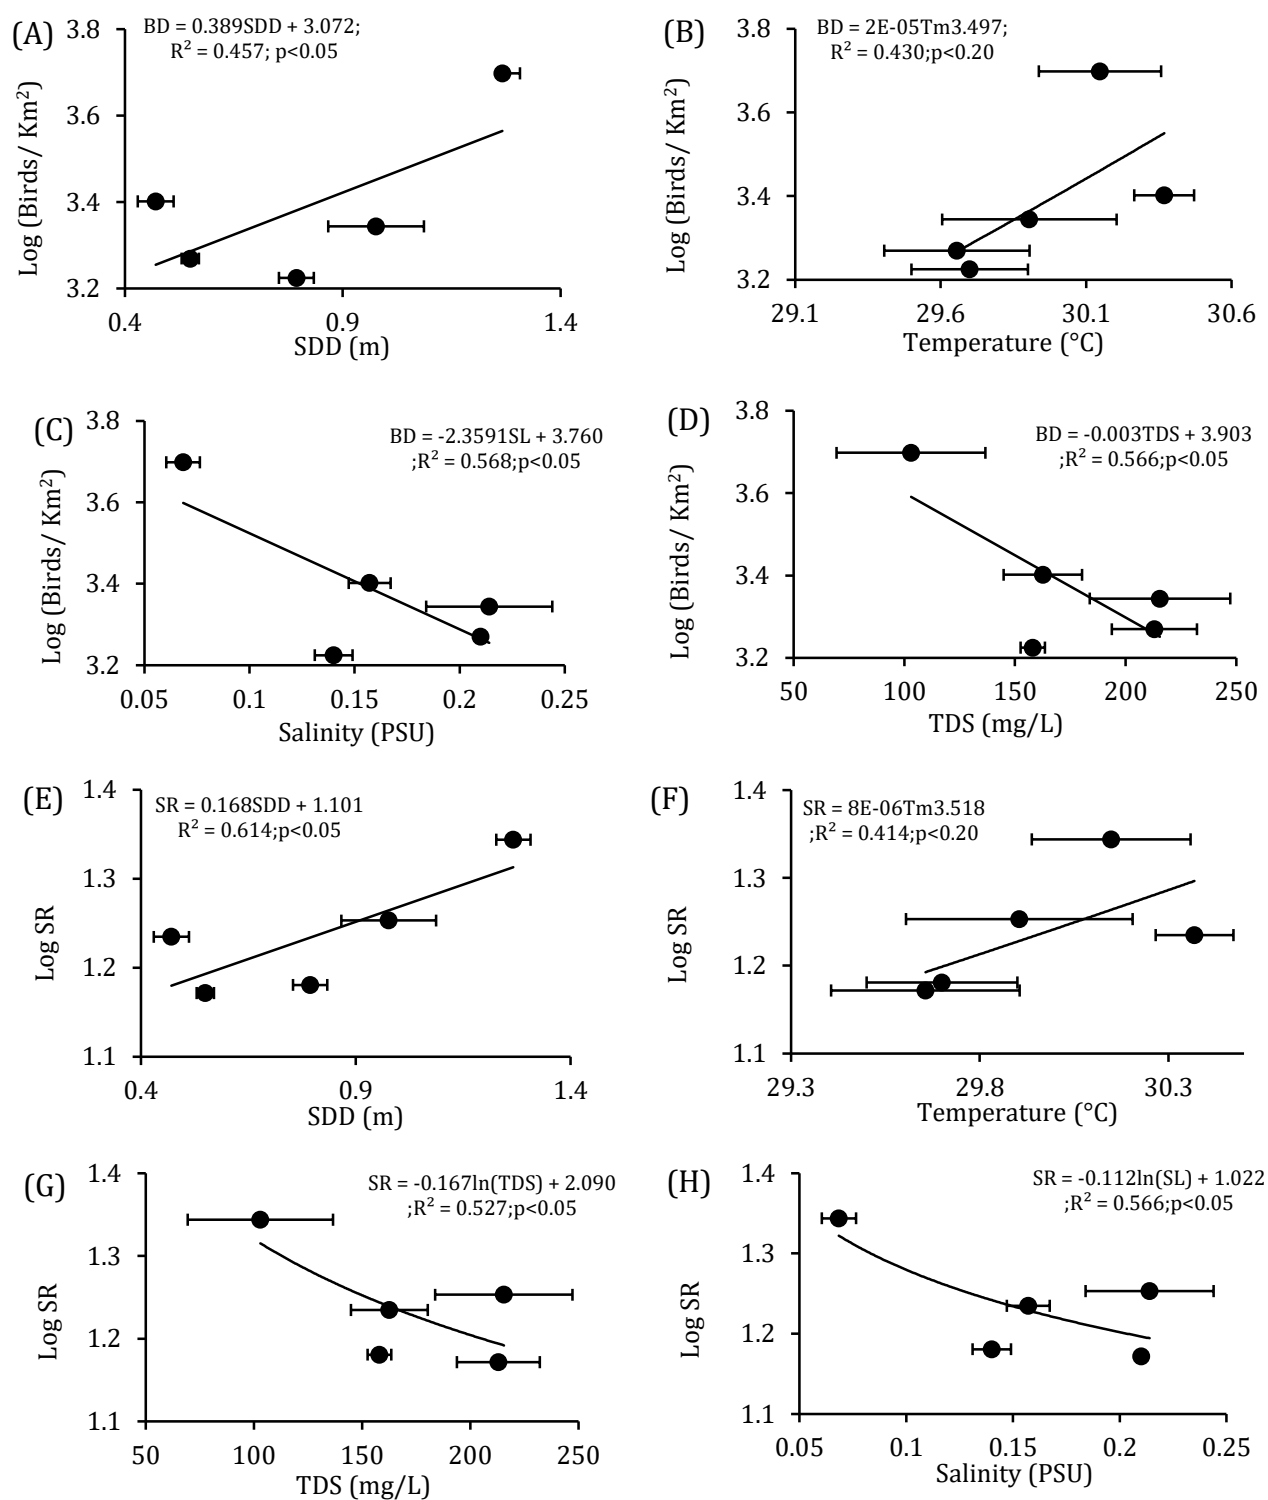 (A)
BD = 0.389SDD + 3.072;
R² = 0.457; p<0.05
Log (Birds/ Km²)
3.8
3.6
3.4
3.2
0.4
0.9
1.4
SDD (m)
(B)
BD = 2E-05Tm3.497;
R² = 0.430;p<0.20
Log (Birds/ Km²)
3.8
3.6
3.4
3.2
29.1
29.6
30.1
30.6
Temperature (°C)
(C)
BD = -2.3591SL + 3.760
;R² = 0.568;p<0.05
Log (Birds/ Km²)
3.8
3.6
3.4
3.2
0.05
0.1
0.15
0.2
0.25
Salinity (PSU)
(D)
BD = -0.003TDS + 3.903
;R² = 0.566;p<0.05
Log (Birds/ Km²)
3.8
3.6
3.4
3.2
50
100
150
200
250
TDS (mg/L)
(E)
SR = 0.168SDD + 1.101
R² = 0.614;p<0.05
Log SR
1.4
1.3
1.2
1.1
0.4
0.9
1.4
SDD (m)
(F)
SR = 8E-06Tm3.518
;R² = 0.414;p<0.20
Log SR
1.4
1.3
1.2
1.1
29.3
29.8
30.3
Temperature (°C)
(G)
SR = -0.167ln(TDS) + 2.090
;R² = 0.527;p<0.05
Log SR
1.4
1.3
1.2
1.1
50
100
150
200
250
TDS (mg/L)
(H)
SR = -0.112ln(SL) + 1.022
;R² = 0.566;p<0.05
Log SR
1.4
1.3
1.2
1.1
0.05
0.1
0.15
0.2
0.25
Salinity (PSU)